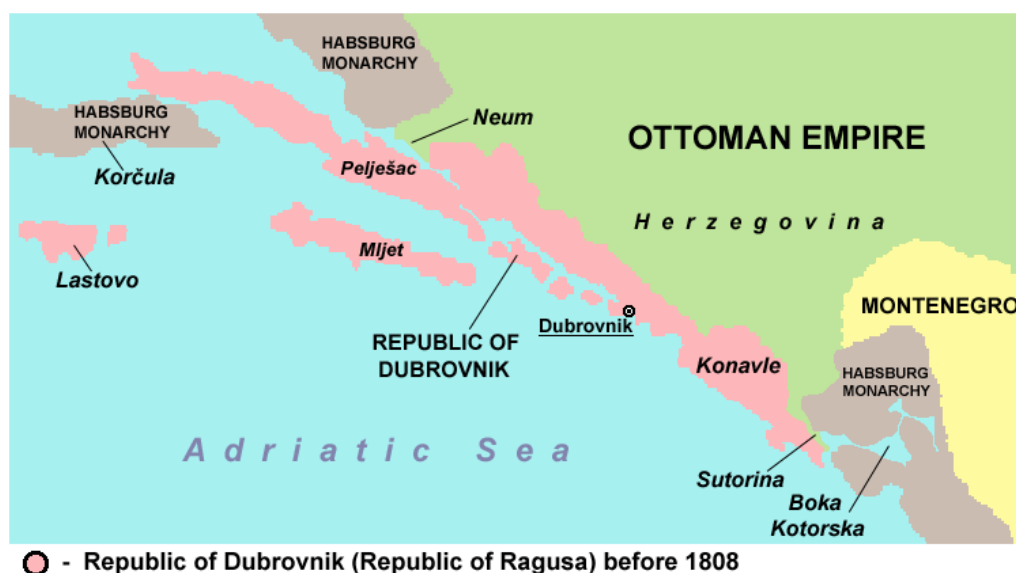 HABSBURG
MONARCHY
HABSBURG
MONARCHY
Neum
OTTOMAN EMPIRE
Korčula
Pelješac
Herzegovina
Mljet
Lastovo
MONTENEGRO
REPUBLIC OF
DUBROVNIK
Dubrovnik
Konavle
HABSBURG
MONARCHY
Adriatic Sea
Sutorina
Boka
Kotorska
- Republic of Dubrovnik (Republic of Ragusa) before 1808